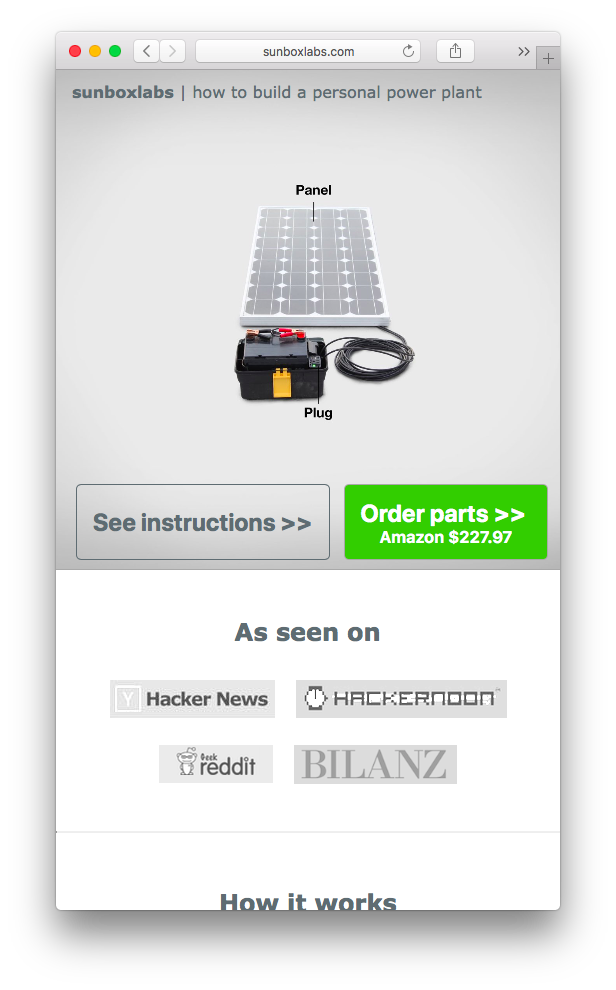 sunboxlabs.com
sunboxlabs | how to build a personal power plant
Panel
Plug
See instructions >>
Order parts >>
Amazon $227.97
As seen on
Y Hacker News
HACKERNOON
Geek
reddit
BILANZ
How it works